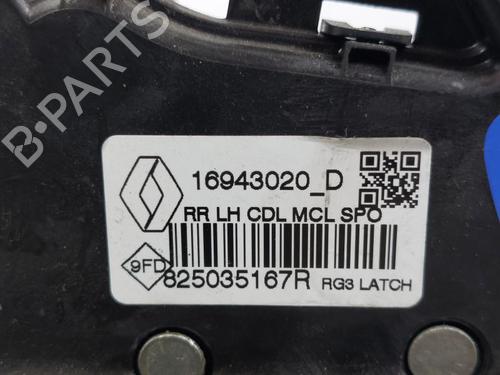 B-PARTS
16943020_D
RR LH CDL MCL SPO
9FD
825035167R RG3 LATCH